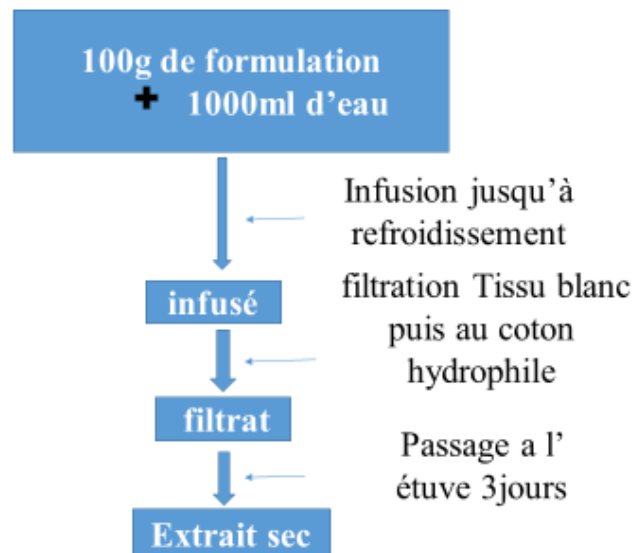 100g de formulation
+ 1000ml d’eau
Infusion jusqu’à
refroidissement
infusé
filtration Tissu blanc
puis au coton
hydrophile
filtrat
Passage a l’
étuve 3jours
Extrait sec